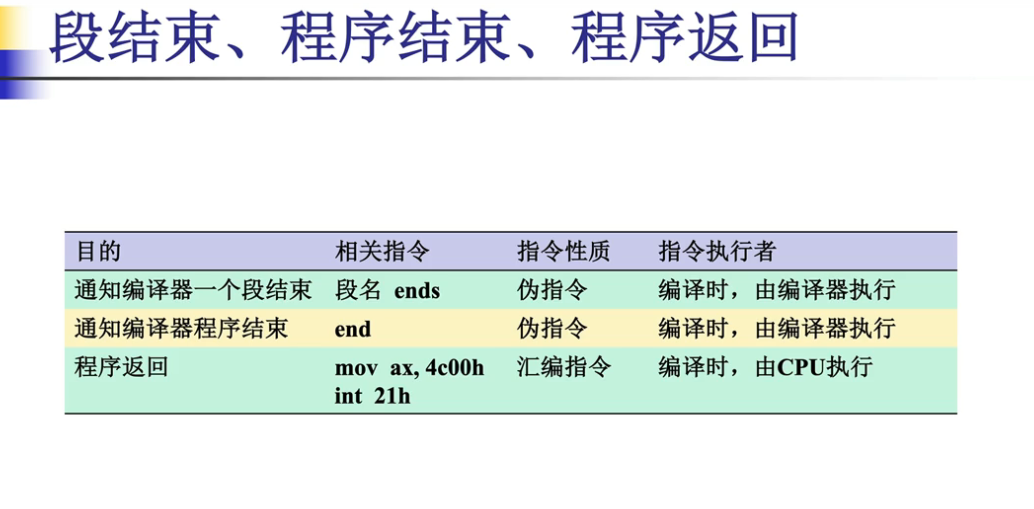 段结束、程序结束、程序返回
目的 相关指令 指令性质 指令执行者
通知编译器一个段结束 段名 ends 伪指令 编译时，由编译器执行
通知编译器程序结束 end 伪指令 编译时，由编译器执行
程序返回 mov ax, 4c00h 汇编指令 编译时，由CPU执行
int 21h